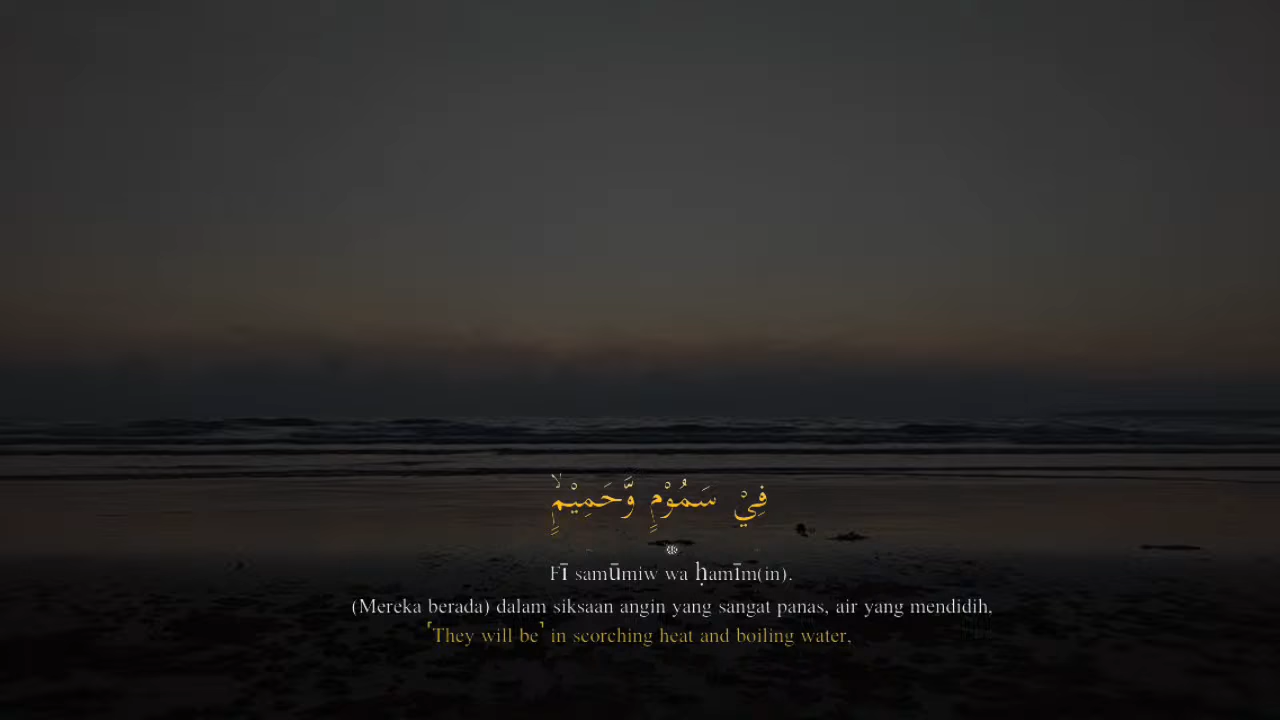 فِيْ سَمُوْمٍ وَّحَمِيْمٍۙ
Fī samūmiw wa ḥamīm(in).
(Mereka berada) dalam siksaan angin yang sangat panas, air yang mendidih,
˹They will be˺ in scorching heat and boiling water,